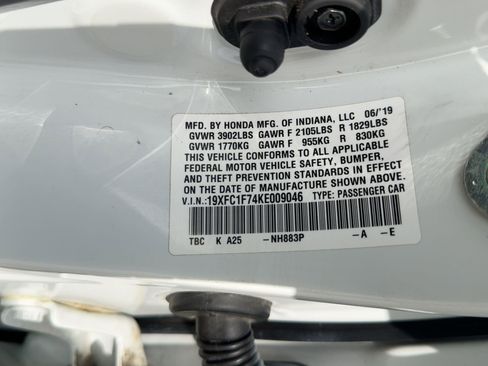 MFD. BY HONDA MFG. OF INDIANA, LLC 06/19
GVWR 3902LBS GAWR F 2105LBS R 1829LBS
GVWR 1770KG GAWR F 955KG R 830KG
THIS VEHICLE CONFORMS TO ALL APPLICABLE
FEDERAL MOTOR VEHICLE SAFETY, BUMPER,
AND THEFT PREVENTION STANDARDS IN EFFECT
ON THE DATE OF MANUFACTURE SHOWN ABOVE.
V.I.N.:19XFC1F74KE009046 TYPE: PASSENGER CAR
TBC K A25 -NH883P -A -E